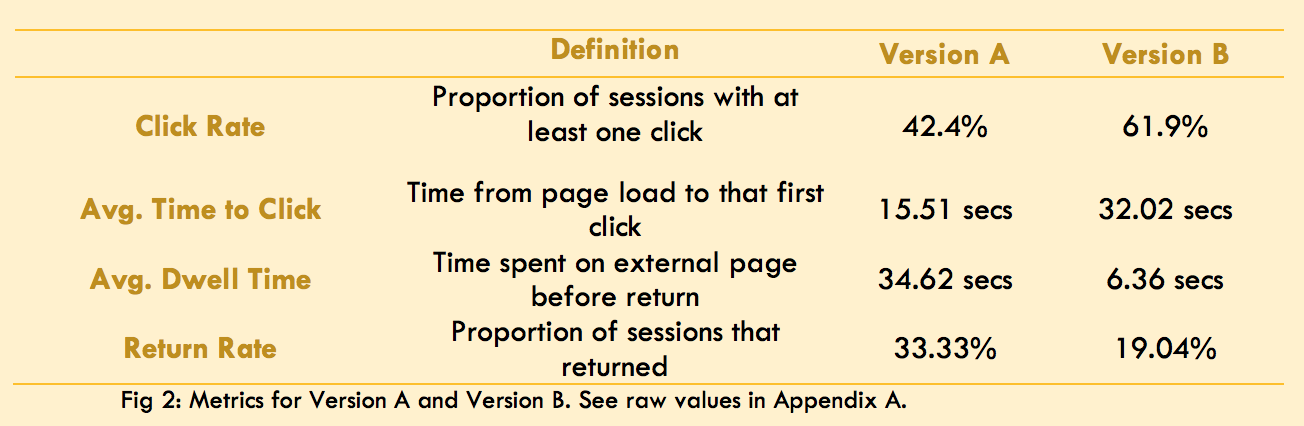 Definition Version A Version B
Click Rate Proportion of sessions with at least one click 42.4% 61.9%
Avg. Time to Click Time from page load to that first click 15.51 secs 32.02 secs
Avg. Dwell Time Time spent on external page before return 34.62 secs 6.36 secs
Return Rate Proportion of sessions that returned 33.33% 19.04%
Fig 2: Metrics for Version A and Version B. See raw values in Appendix A.